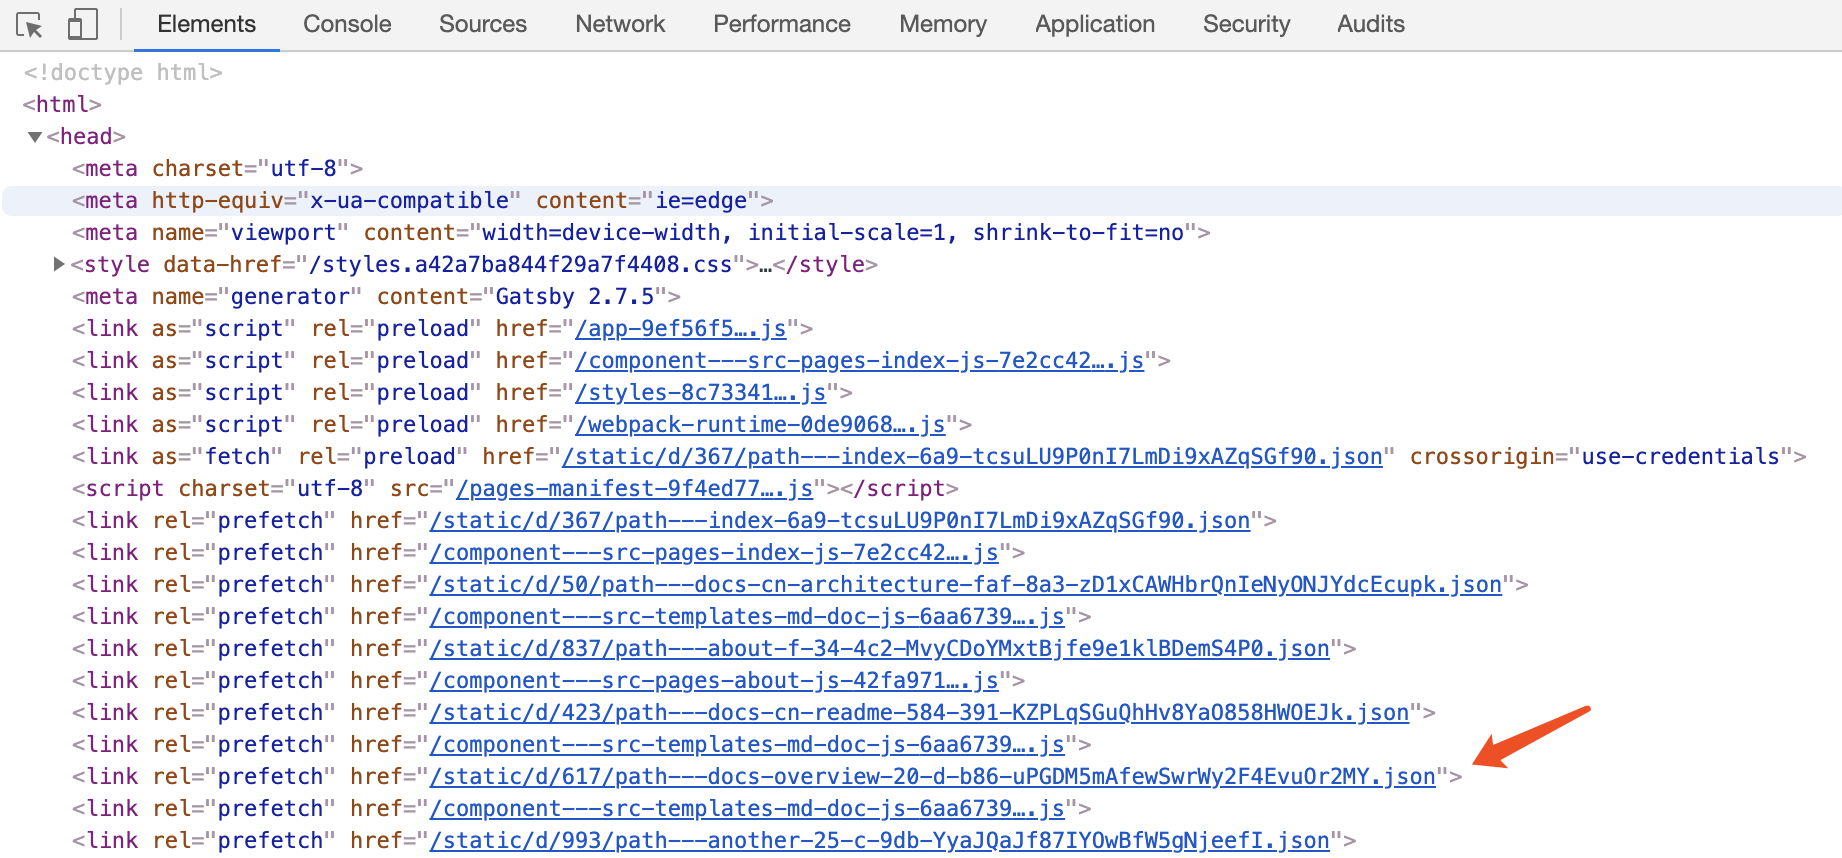 Elements Console Sources Network Performance Memory Application Security Audits
<!doctype html>
<html>
<head>
<meta charset="utf-8">
<meta http-equiv="x-ua-compatible" content="ie=edge">
<meta name="viewport" content="width=device-width, initial-scale=1, shrink-to-fit=no">
<style data-href="/styles.a42a7ba844f29a7f4408.css">…</style>
<meta name="generator" content="Gatsby 2.7.5">
<link as="script" rel="preload" href="/app-9ef56f5….js">
<link as="script" rel="preload" href="/component---src-pages-index-js-7e2cc42….js">
<link as="script" rel="preload" href="/styles-8c73341….js">
<link as="script" rel="preload" href="/webpack-runtime-0de9068….js">
<link as="fetch" rel="preload" href="/static/d/367/path---index-6a9-tcsuLU9P0nI7LmDi9xAZqSGf90.json" crossorigin="use-credentials">
<script charset="utf-8" src="/pages-manifest-9f4ed77….js"></script>
<link rel="prefetch" href="/static/d/367/path---index-6a9-tcsuLU9P0nI7LmDi9xAZqSGf90.json">
<link rel="prefetch" href="/component---src-pages-index-js-7e2cc42….js">
<link rel="prefetch" href="/static/d/50/path---docs-cn-architecture-faf-8a3-zD1xCAWHbrQnIeNyONJYdcEcupk.json">
<link rel="prefetch" href="/component---src-templates-md-doc-js-6aa6739….js">
<link rel="prefetch" href="/static/d/837/path---about-f-34-4c2-MvyCDoYMxtBjfe9e1klBDemS4P0.json">
<link rel="prefetch" href="/component---src-pages-about-js-42fa971….js">
<link rel="prefetch" href="/static/d/423/path---docs-cn-readme-584-391-KZPLqSGuQhHv8YaO858HWOEJk.json">
<link rel="prefetch" href="/component---src-templates-md-doc-js-6aa6739….js">
<link rel="prefetch" href="/static/d/617/path---docs-overview-20-d-b86-uPGDM5mAfewSwrWy2F4EvuOr2MY.json">
<link rel="prefetch" href="/component---src-templates-md-doc-js-6aa6739….js">
<link rel="prefetch" href="/static/d/993/path---another-25-c-9db-YyaJQaJf87IYOwBfW5gNjeefI.json">